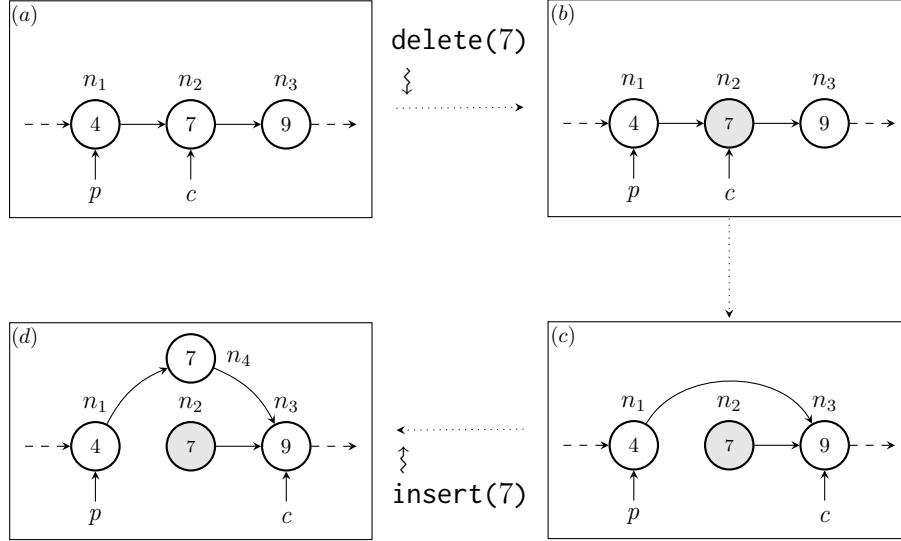 (a)
n₁ n₂ n₃
4 7 9
p c
delete(7)
(b)
n₁ n₂ n₃
4 7 9
p c
(d)
7 n₄
n₁ n₂ n₃
4 7 9
p c
insert(7)
(c)
n₁ n₂ n₃
4 7 9
p c